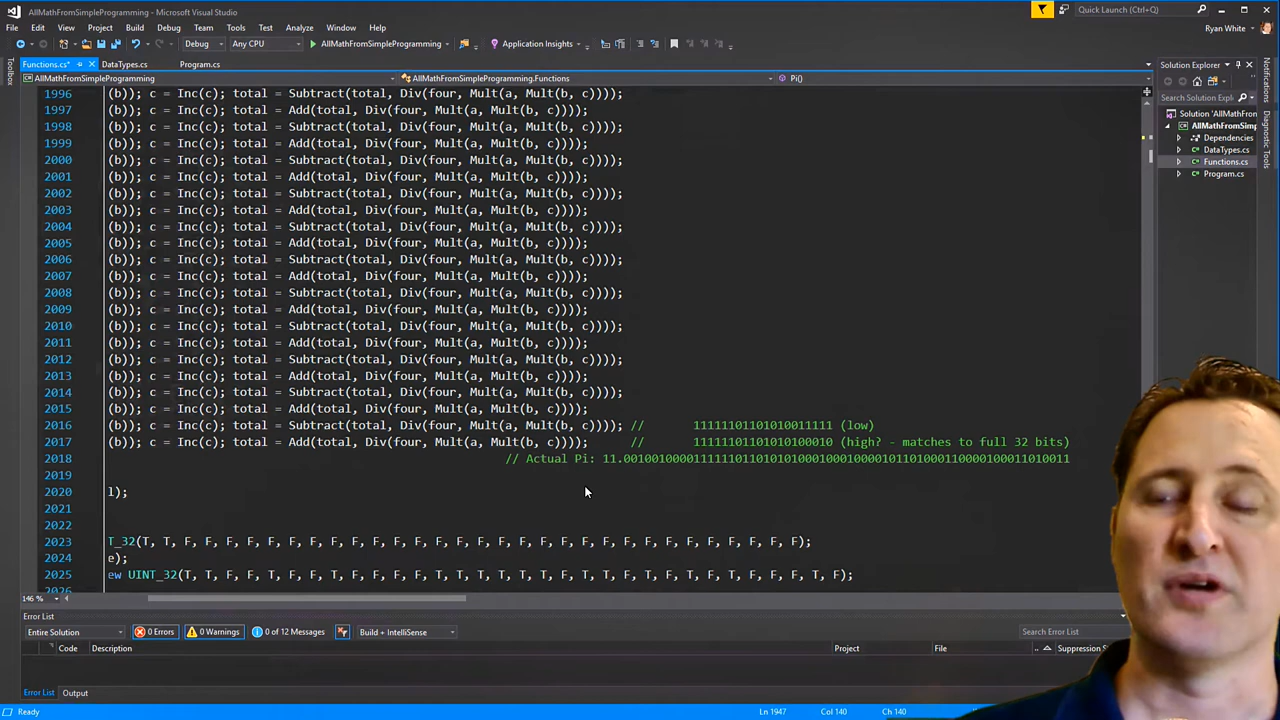 AllMathFromSimpleProgramming - Microsoft Visual Studio
Quick Launch (Ctrl+Q)
File Edit View Project Build Debug Team Tools Test Analyze Window Help
Ryan White
Debug Any CPU AllMathFromSimpleProgramming Application Insights
Functions.cs* DataTypes.cs Program.cs
Solution Explorer
Toolbox
AllMathFromSimpleProgramming AllMathFromSimpleProgramming.Functions Pi()
Search Solution Explo
Solution 'AllMathFron
AllMathFromSimp
Dependencies
DataTypes.cs
Functions.cs
Program.cs
Notifications
Diagnostic Tools
1996 (b)); c = Inc(c); total = Subtract(total, Div(four, Mult(a, Mult(b, c))));
1997 (b)); c = Inc(c); total = Add(total, Div(four, Mult(a, Mult(b, c))));
1998 (b)); c = Inc(c); total = Subtract(total, Div(four, Mult(a, Mult(b, c))));
1999 (b)); c = Inc(c); total = Add(total, Div(four, Mult(a, Mult(b, c))));
2000 (b)); c = Inc(c); total = Subtract(total, Div(four, Mult(a, Mult(b, c))));
2001 (b)); c = Inc(c); total = Add(total, Div(four, Mult(a, Mult(b, c))));
2002 (b)); c = Inc(c); total = Subtract(total, Div(four, Mult(a, Mult(b, c))));
2003 (b)); c = Inc(c); total = Add(total, Div(four, Mult(a, Mult(b, c))));
2004 (b)); c = Inc(c); total = Subtract(total, Div(four, Mult(a, Mult(b, c))));
2005 (b)); c = Inc(c); total = Add(total, Div(four, Mult(a, Mult(b, c))));
2006 (b)); c = Inc(c); total = Subtract(total, Div(four, Mult(a, Mult(b, c))));
2007 (b)); c = Inc(c); total = Add(total, Div(four, Mult(a, Mult(b, c))));
2008 (b)); c = Inc(c); total = Subtract(total, Div(four, Mult(a, Mult(b, c))));
2009 (b)); c = Inc(c); total = Add(total, Div(four, Mult(a, Mult(b, c))));
2010 (b)); c = Inc(c); total = Subtract(total, Div(four, Mult(a, Mult(b, c))));
2011 (b)); c = Inc(c); total = Add(total, Div(four, Mult(a, Mult(b, c))));
2012 (b)); c = Inc(c); total = Subtract(total, Div(four, Mult(a, Mult(b, c))));
2013 (b)); c = Inc(c); total = Add(total, Div(four, Mult(a, Mult(b, c))));
2014 (b)); c = Inc(c); total = Subtract(total, Div(four, Mult(a, Mult(b, c))));
2015 (b)); c = Inc(c); total = Add(total, Div(four, Mult(a, Mult(b, c))));
2016 (b)); c = Inc(c); total = Subtract(total, Div(four, Mult(a, Mult(b, c)))); // 11111101101010011111 (low)
2017 (b)); c = Inc(c); total = Add(total, Div(four, Mult(a, Mult(b, c)))); // 11111101101010100010 (high? - matches to full 32 bits)
2018 // Actual Pi: 11.001001000011111101101010100010001000010110100011000010001101 0011
2019
2020 l);
2021
2022
2023 T_32(T, T, F, F, F, F, F, F, F, F, F, F, F, F, F, F, F, F, F, F, F, F, F, F, F, F, F, F, F, F, F, F);
2024 e);
2025 ew UINT_32(T, T, F, F, T, F, F, T, F, F, F, F, T, T, T, T, T, T, F, T, T, F, T, F, T, F, T, F, F, F, T, F);
146 %
Error List
Entire Solution 0 Errors 0 Warnings 0 of 12 Messages Build + IntelliSense Search Error List
Code Description Project File Suppression S
Error List Output
Ready Ln 1947 Col 140 Ch 140